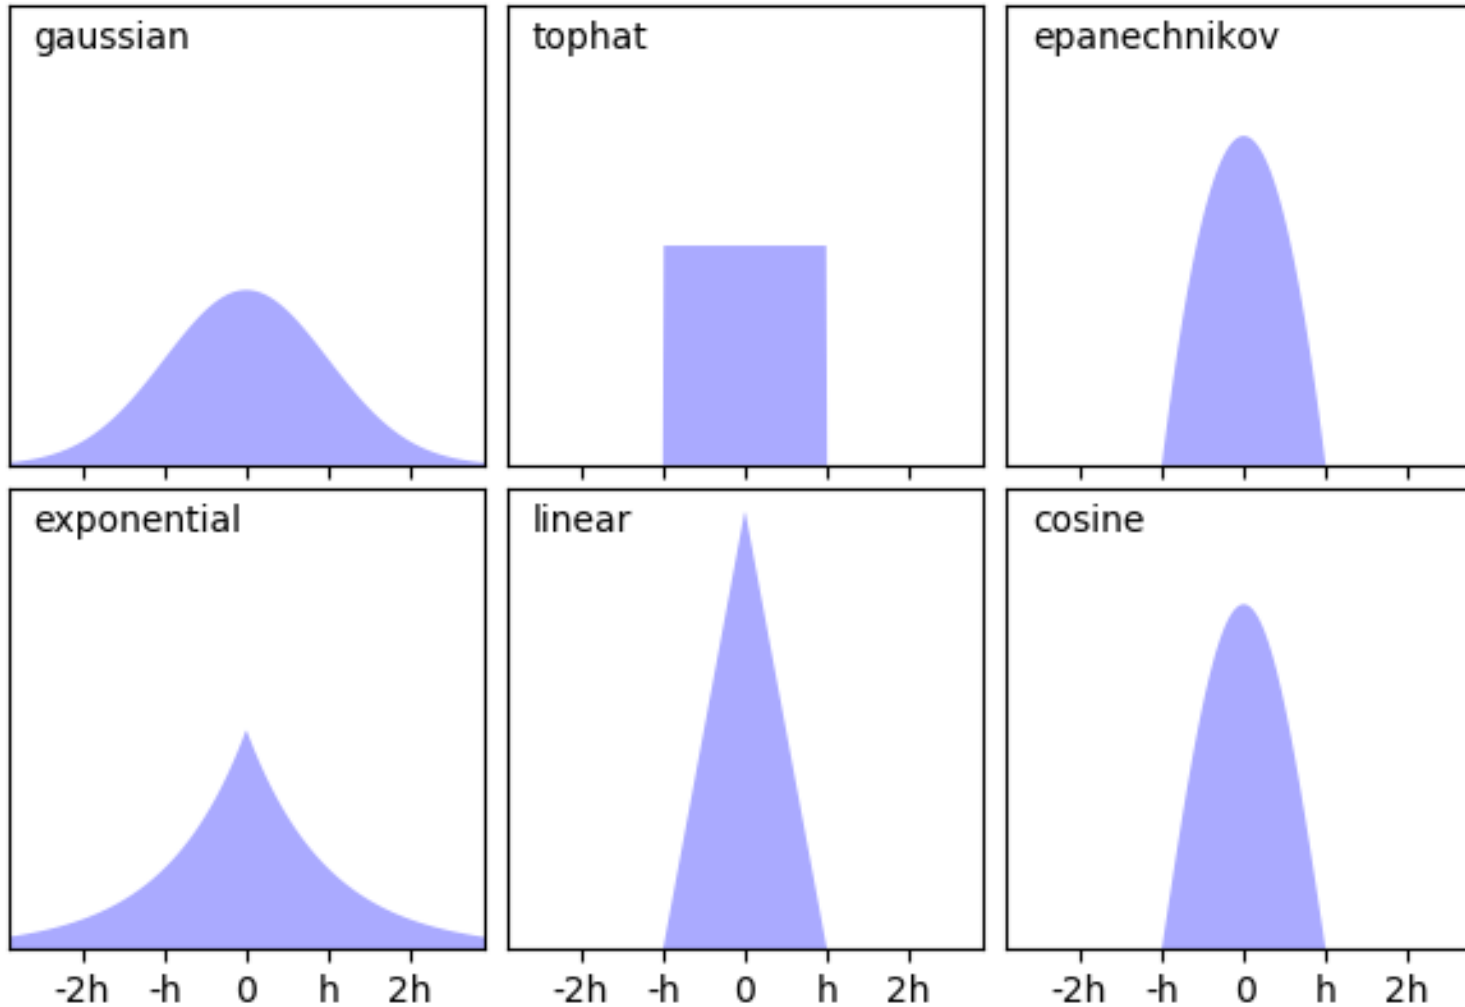 gaussian
tophat
epanechnikov
exponential
linear
cosine
-2h -h 0 h 2h
-2h -h 0 h 2h
-2h -h 0 h 2h